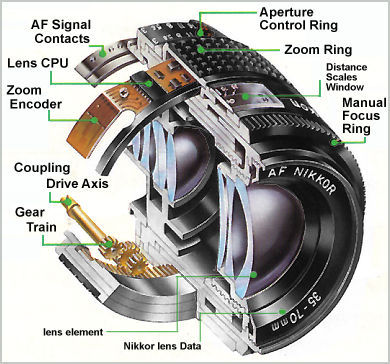 AF Signal
Contacts
Aperture
Control Ring
Zoom Ring
Lens CPU
Distance
Scales
Window
Zoom
Encoder
Manual
Focus
Ring
AF NIKKOR
Coupling
Drive Axis
Gear
Train
35-70mm
lens element
Nikkor lens Data